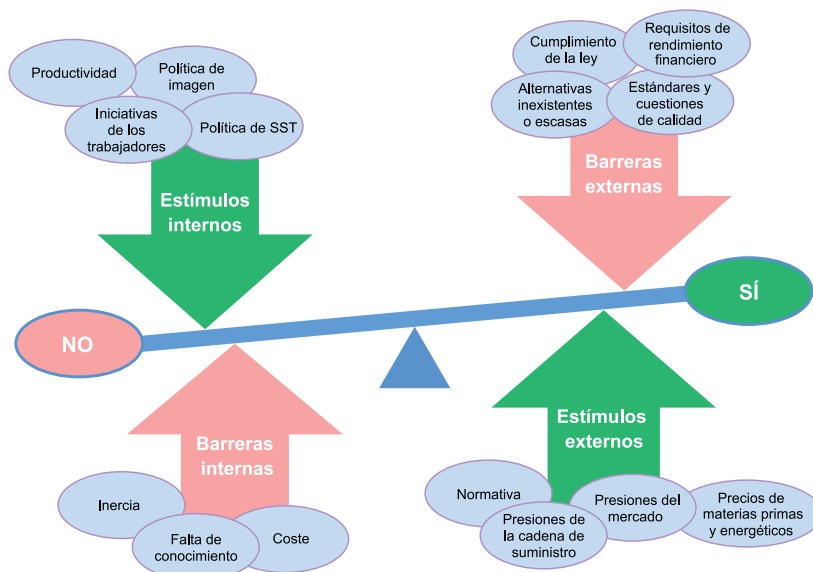 Productividad
Política de
imagen
Iniciativas
de los
trabajadores
Política de SST
Estímulos
internos
Cumplimiento
de la ley
Requisitos de
rendimiento
financiero
Alternativas
inexistentes
o escasas
Estándares y
cuestiones
de calidad
Barreras
externas
NO
SÍ
Barreras
internas
Inercia
Falta de
conocimiento
Coste
Estímulos
externos
Normativa
Presiones de
la cadena de
suministro
Presiones del
mercado
Precios de
materias primas
y energéticos